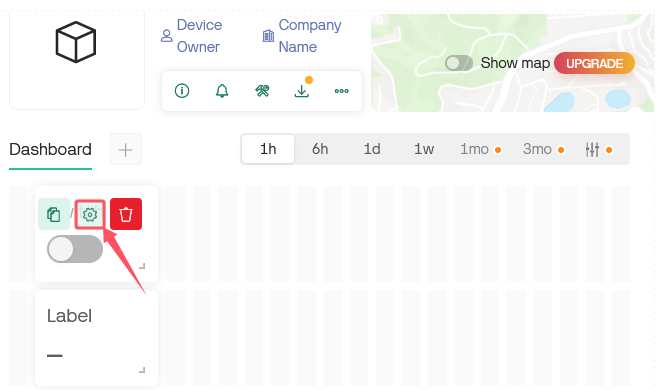 Device
Owner
Company
Name
Show map
UPGRADE
Dashboard
1h
6h
1d
1w
1mo
3mo
Label
–